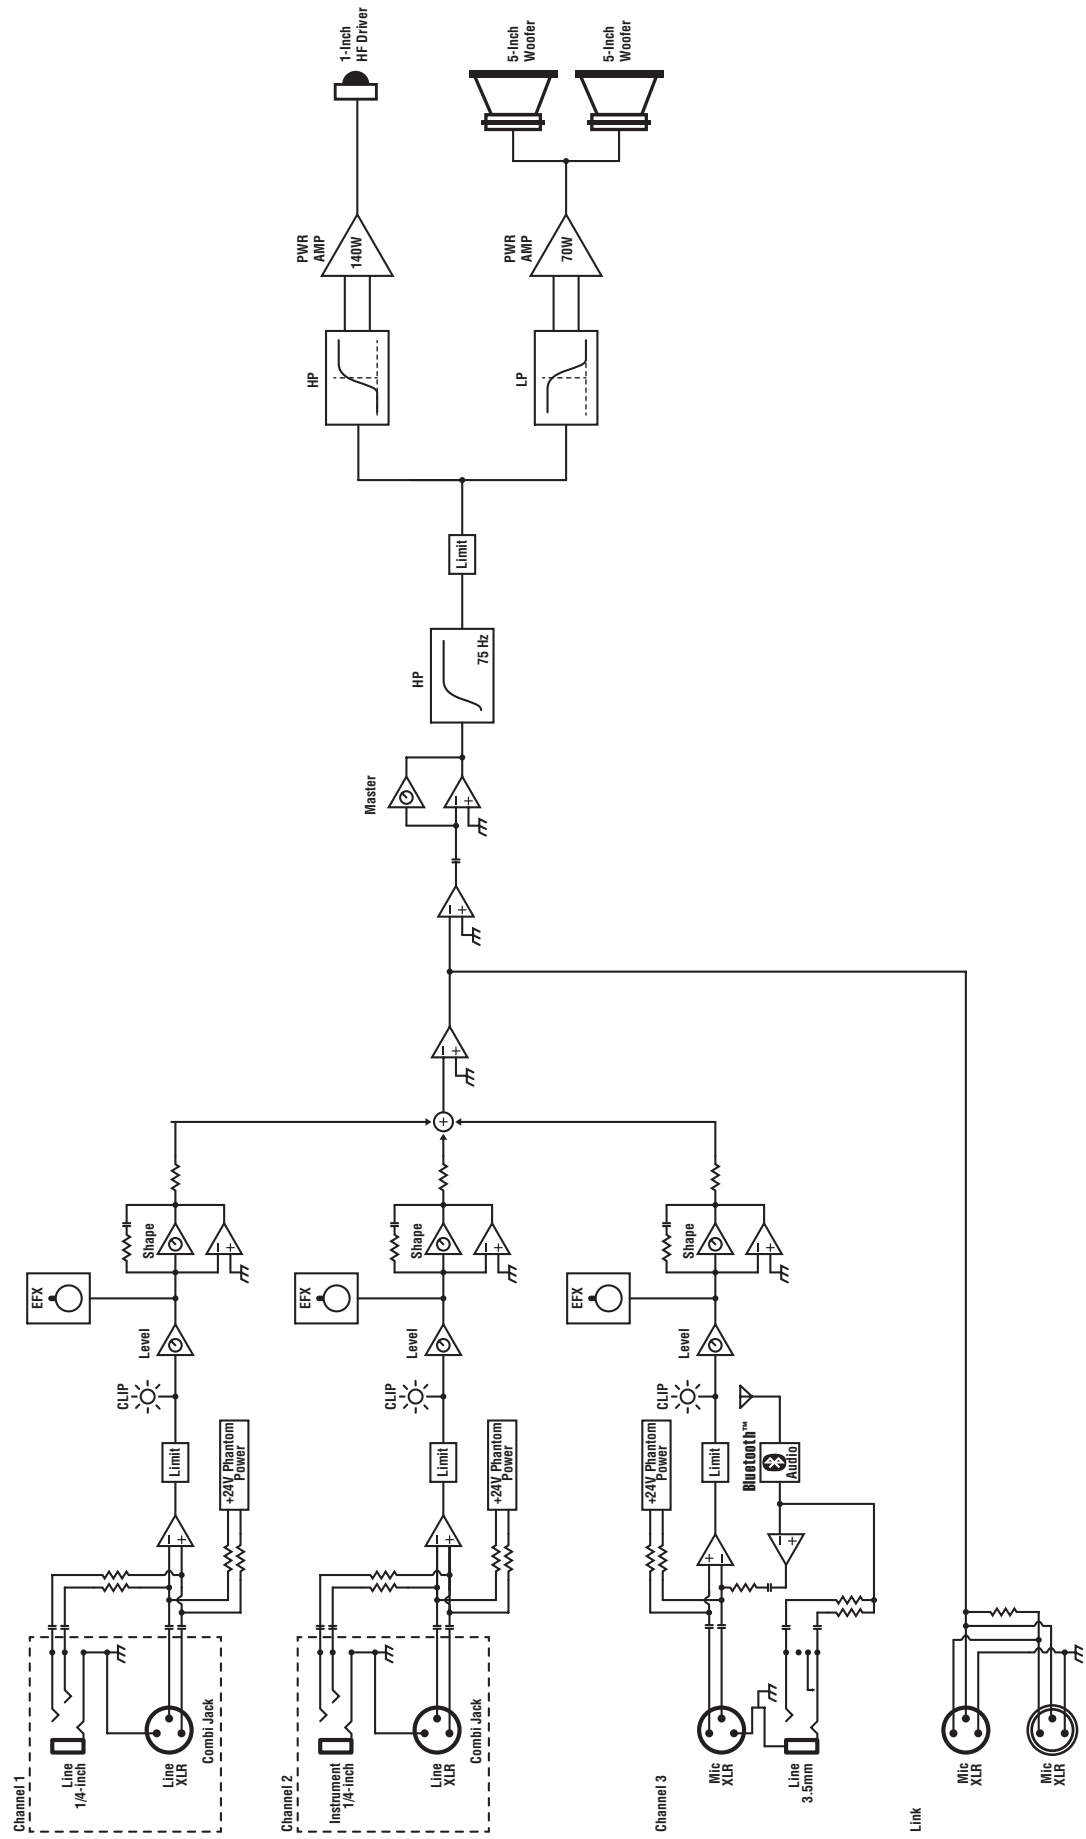 Channel 1
Line
1/4-inch
Line
XLR
Combi Jack
+24V Phantom
Power
Limit
CLIP
Level
EFX
Shape
Channel 2
Instrument
1/4-inch
Line
XLR
Combi Jack
+24V Phantom
Power
Limit
CLIP
Level
EFX
Shape
Channel 3
Mic
XLR
Line
3.5mm
+24V Phantom
Power
Limit
Bluetooth™
Audio
CLIP
Level
EFX
Shape
Link
Mic
XLR
Mic
XLR
Master
HP
75 Hz
Limit
HP
PWR
AMP
140W
1-Inch
HF Driver
LP
PWR
AMP
70W
5-Inch
Woofer
5-Inch
Woofer